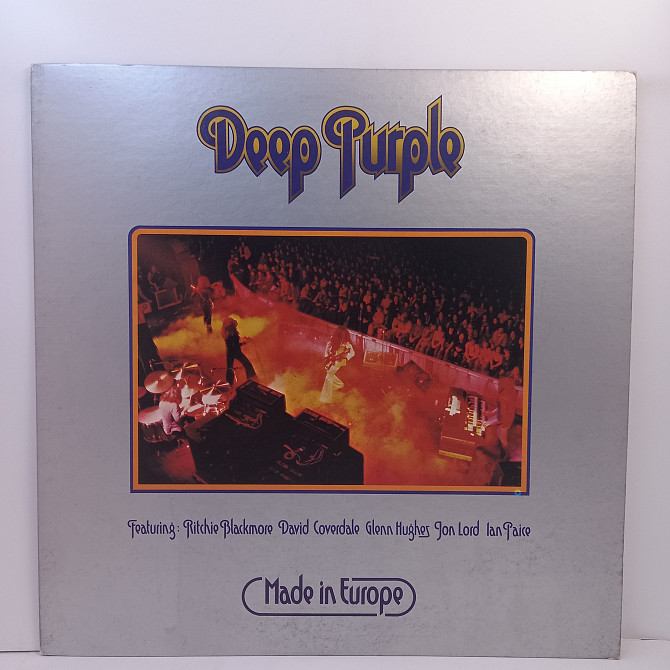 Deep Purple
Featuring: Ritchie Blackmore David Coverdale Glenn Hughes Jon Lord Ian Paice
Made in Europe